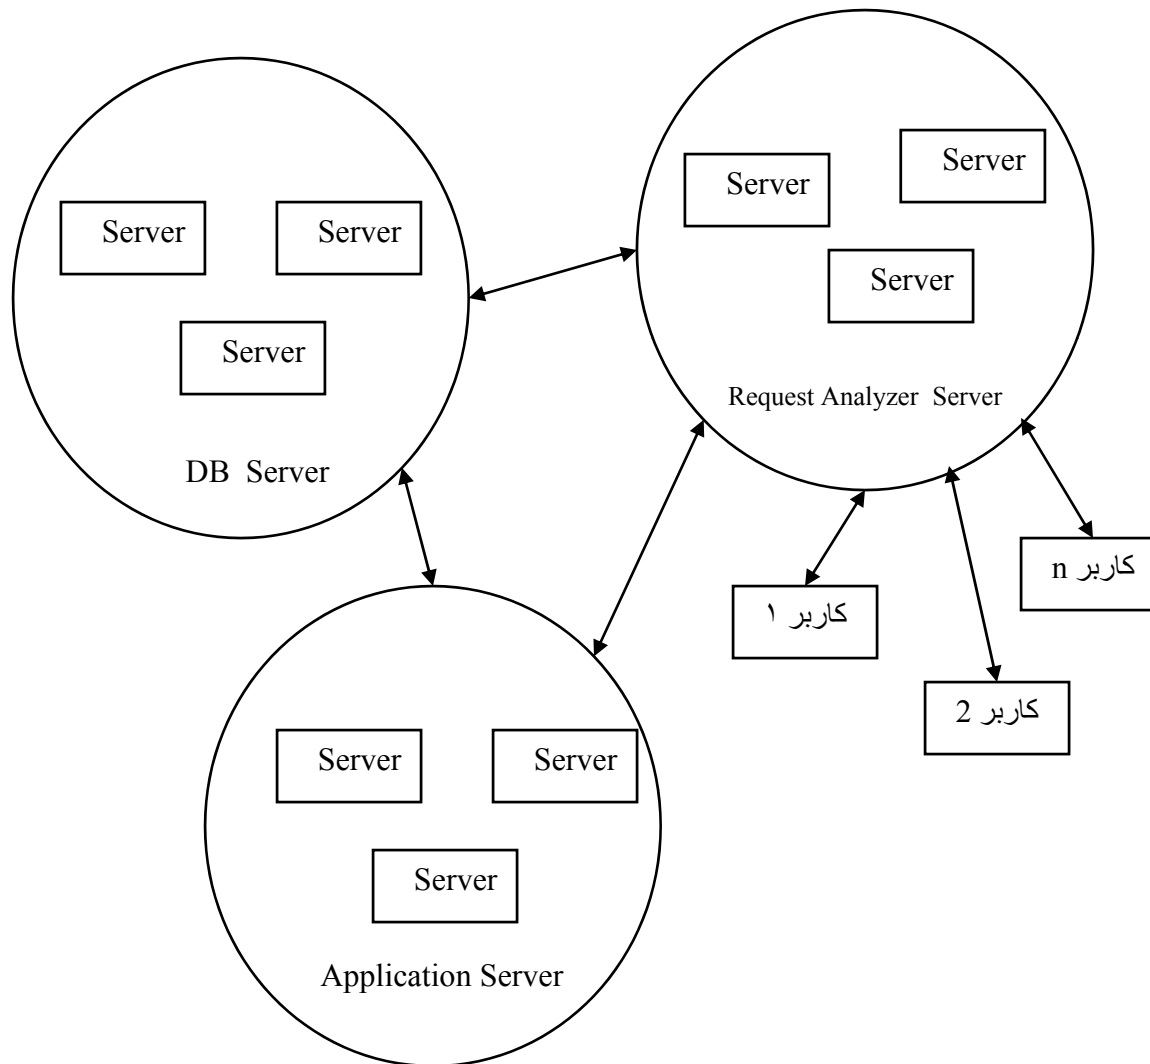 Server
Server
Server
DB Server
Server
Server
Server
Request Analyzer Server
کاربر ۱
کاربر 2
کاربر n
Server
Server
Server
Application Server